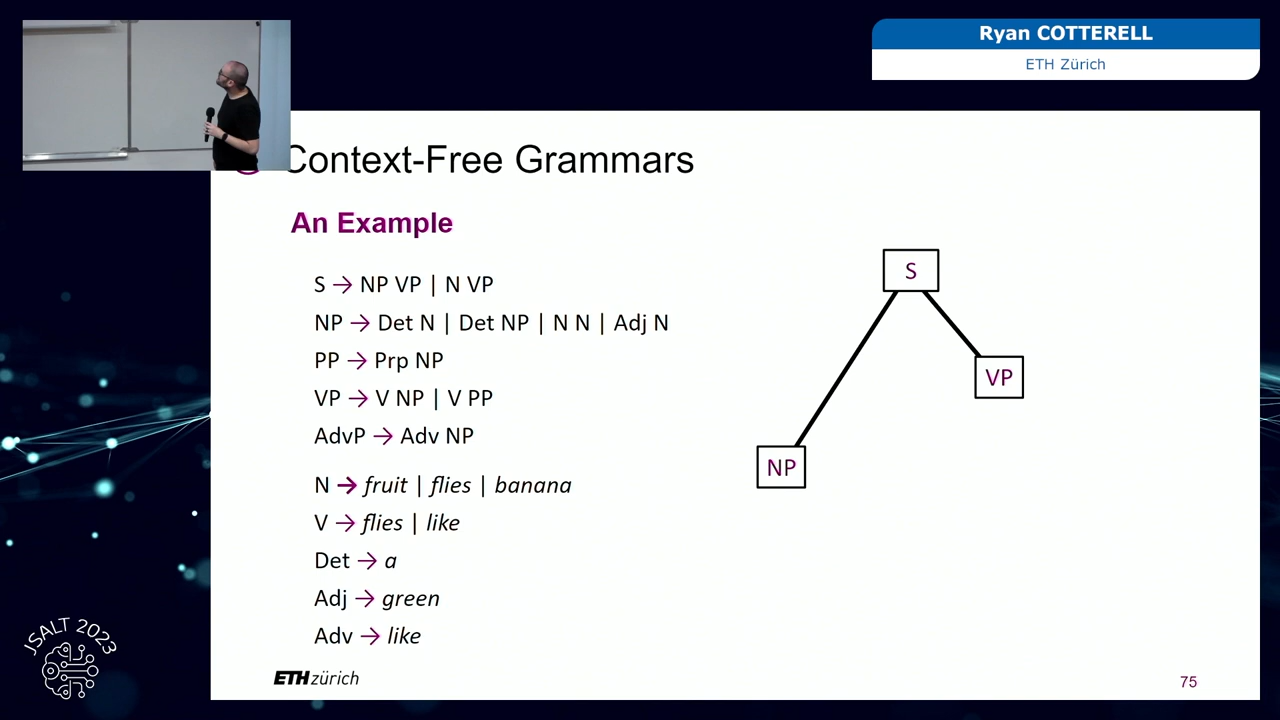 Ryan COTTERELL
ETH Zürich
Context-Free Grammars
An Example
S → NP VP | N VP
NP → Det N | Det NP | N N | Adj N
PP → Prp NP
VP → V NP | V PP
AdvP → Adv NP
N → fruit | flies | banana
V → flies | like
Det → a
Adj → green
Adv → like
S
VP
NP
JSALT 2023
ETH zürich
75